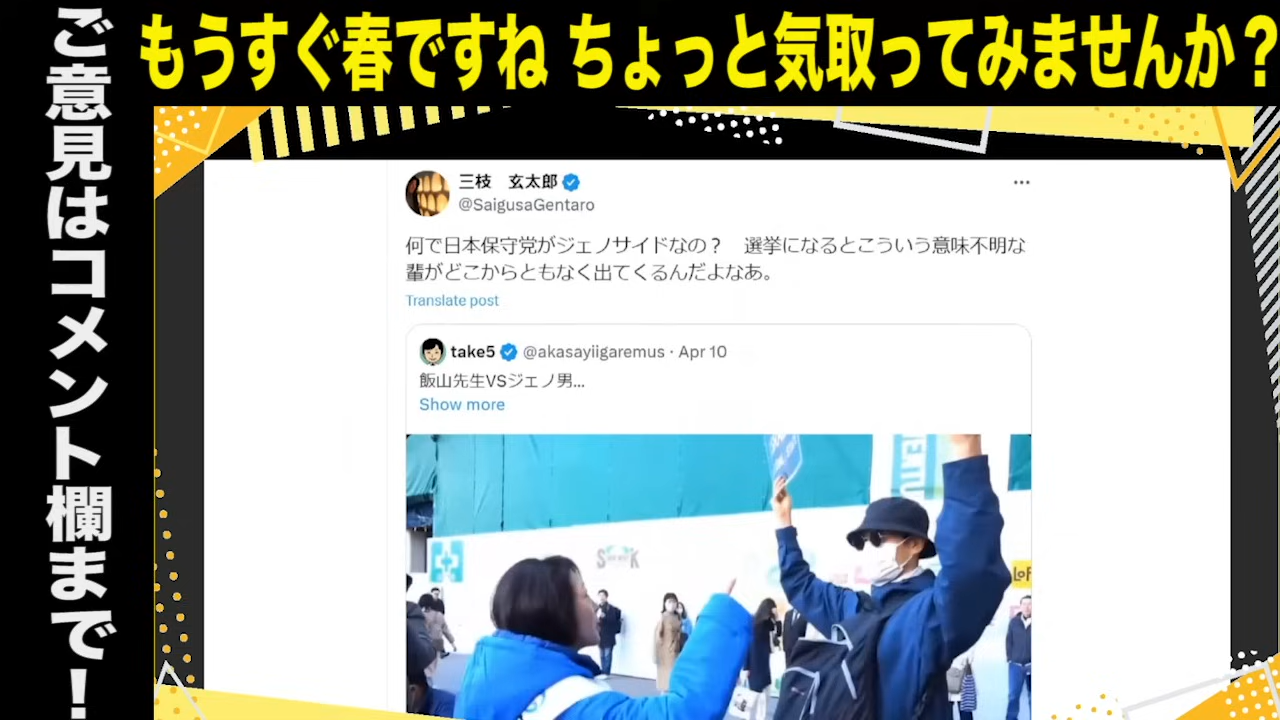 もうすぐ春ですね ちょっと気取ってみませんか？
ご意見はコメント欄まで！
三枝 玄太郎
@SaigusaGentaro
何で日本保守党がジェノサイドなの？ 選挙になるとこういう意味不明な
輩がどこからともなく出てくるんだよなあ。
Translate post
take5 @akasayiigaremus · Apr 10
飯山先生VSジェノ男...
Show more
LOF